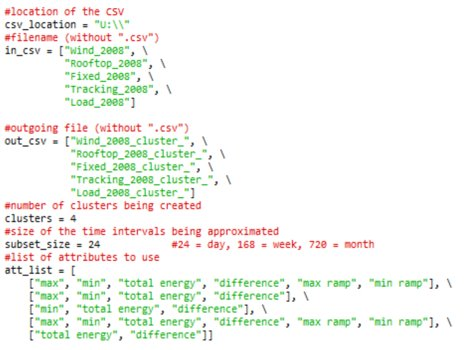 #location of the CSV
csv_location = "U:\\"
#filename (without ".csv")
in_csv = ["Wind_2008", \
"Rooftop_2008", \
"Fixed_2008", \
"Tracking_2008", \
"Load_2008"]
#outgoing file (without ".csv")
out_csv = ["Wind_2008_cluster_", \
"Rooftop_2008_cluster_", \
"Fixed_2008_cluster_", \
"Tracking_2008_cluster_", \
"Load_2008_cluster_"]
#number of clusters being created
clusters = 4
#size of the time intervals being approximated
subset_size = 24 #24 = day, 168 = week, 720 = month
#list of attributes to use
att_list = [
["max", "min", "total energy", "difference", "max ramp", "min ramp"], \
["max", "min", "total energy", "difference"], \
["min", "total energy", "difference"], \
["max", "min", "total energy", "difference", "max ramp", "min ramp"], \
["total energy", "difference"]]